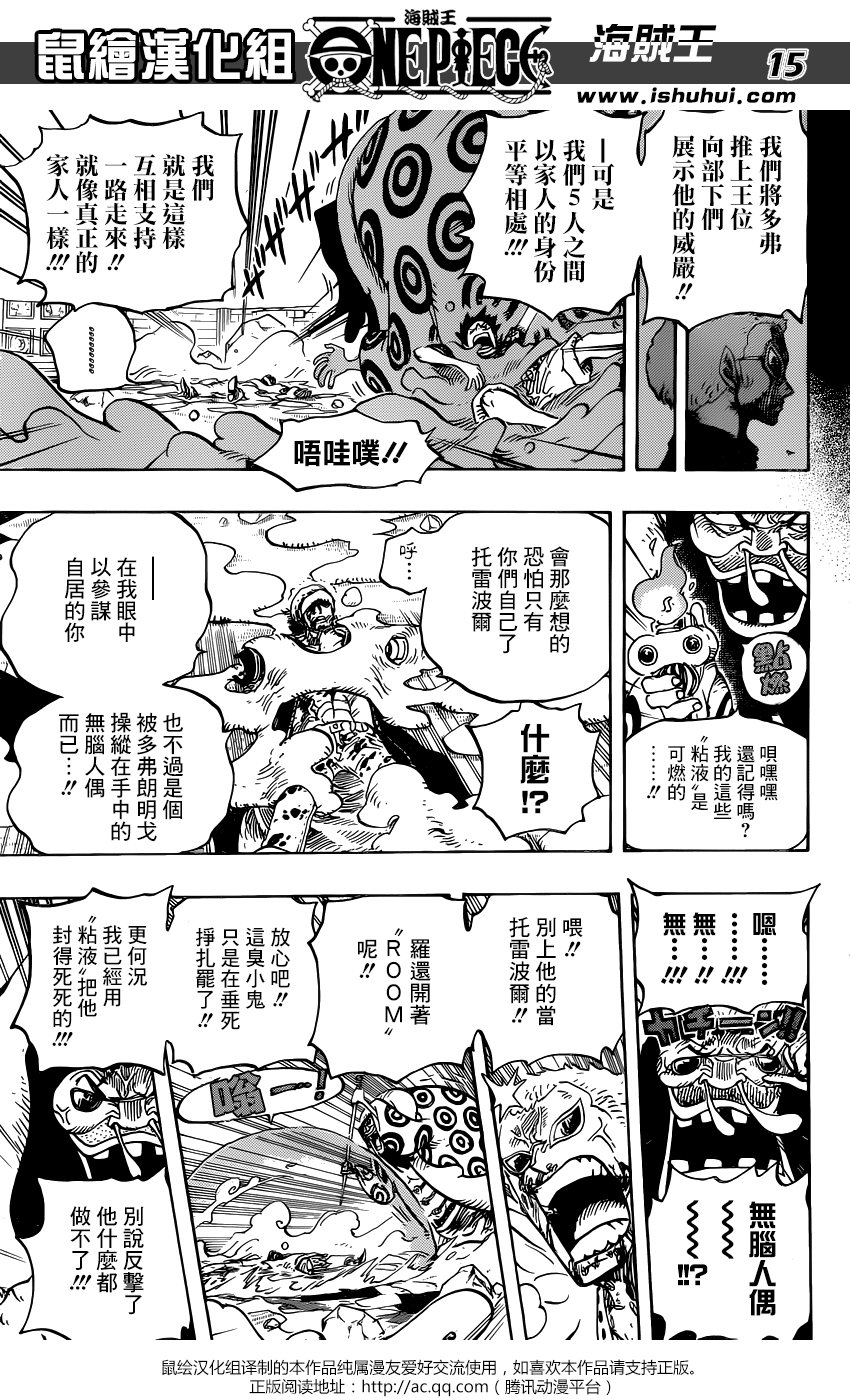 鼠繪漢化組
海賊王
ONE PIECE
海賊王
15
www.ishuhui.com
我們將多弗
推上王位
向部下們
展示他的威嚴!!
—可是
我們5人之間
以家人的身份
平等相處!!!
我們
就是這樣
互相支持
一路走來!!
就像真正的
家人一樣!!!
…………
唔哇噗!!
點燃
唄嘿嘿
還記得嗎?
我的這些
〝粘液〞是
可燃的
……!!
會那麼想的
恐怕只有
你們自己了
托雷波爾
什麼!?
呼…
——
在我眼中
以參謀
自居的你
也不過是個
被多弗朗明戈
操縱在手中的
無腦人偶
而已…!!
嗯……
……!!!
無…!!
無…!!!
カチーン!!
無腦人偶
~~~
~~~
!!?
喂!!
別上他的當
托雷波爾!!
羅還開著
〝ROOM〞
呢!!
放心吧!!
這臭小鬼
只是在垂死
掙扎罷了!!
嗡——!
更何況
我已經用
〝粘液〞把他
封得死死的!!!
別說反擊了
他什麼都
做不了!!!
鼠绘汉化组译制的本作品纯属漫友爱好交流使用，如喜欢本作品请支持正版。
正版阅读地址：http://ac.qq.com（腾讯动漫平台）